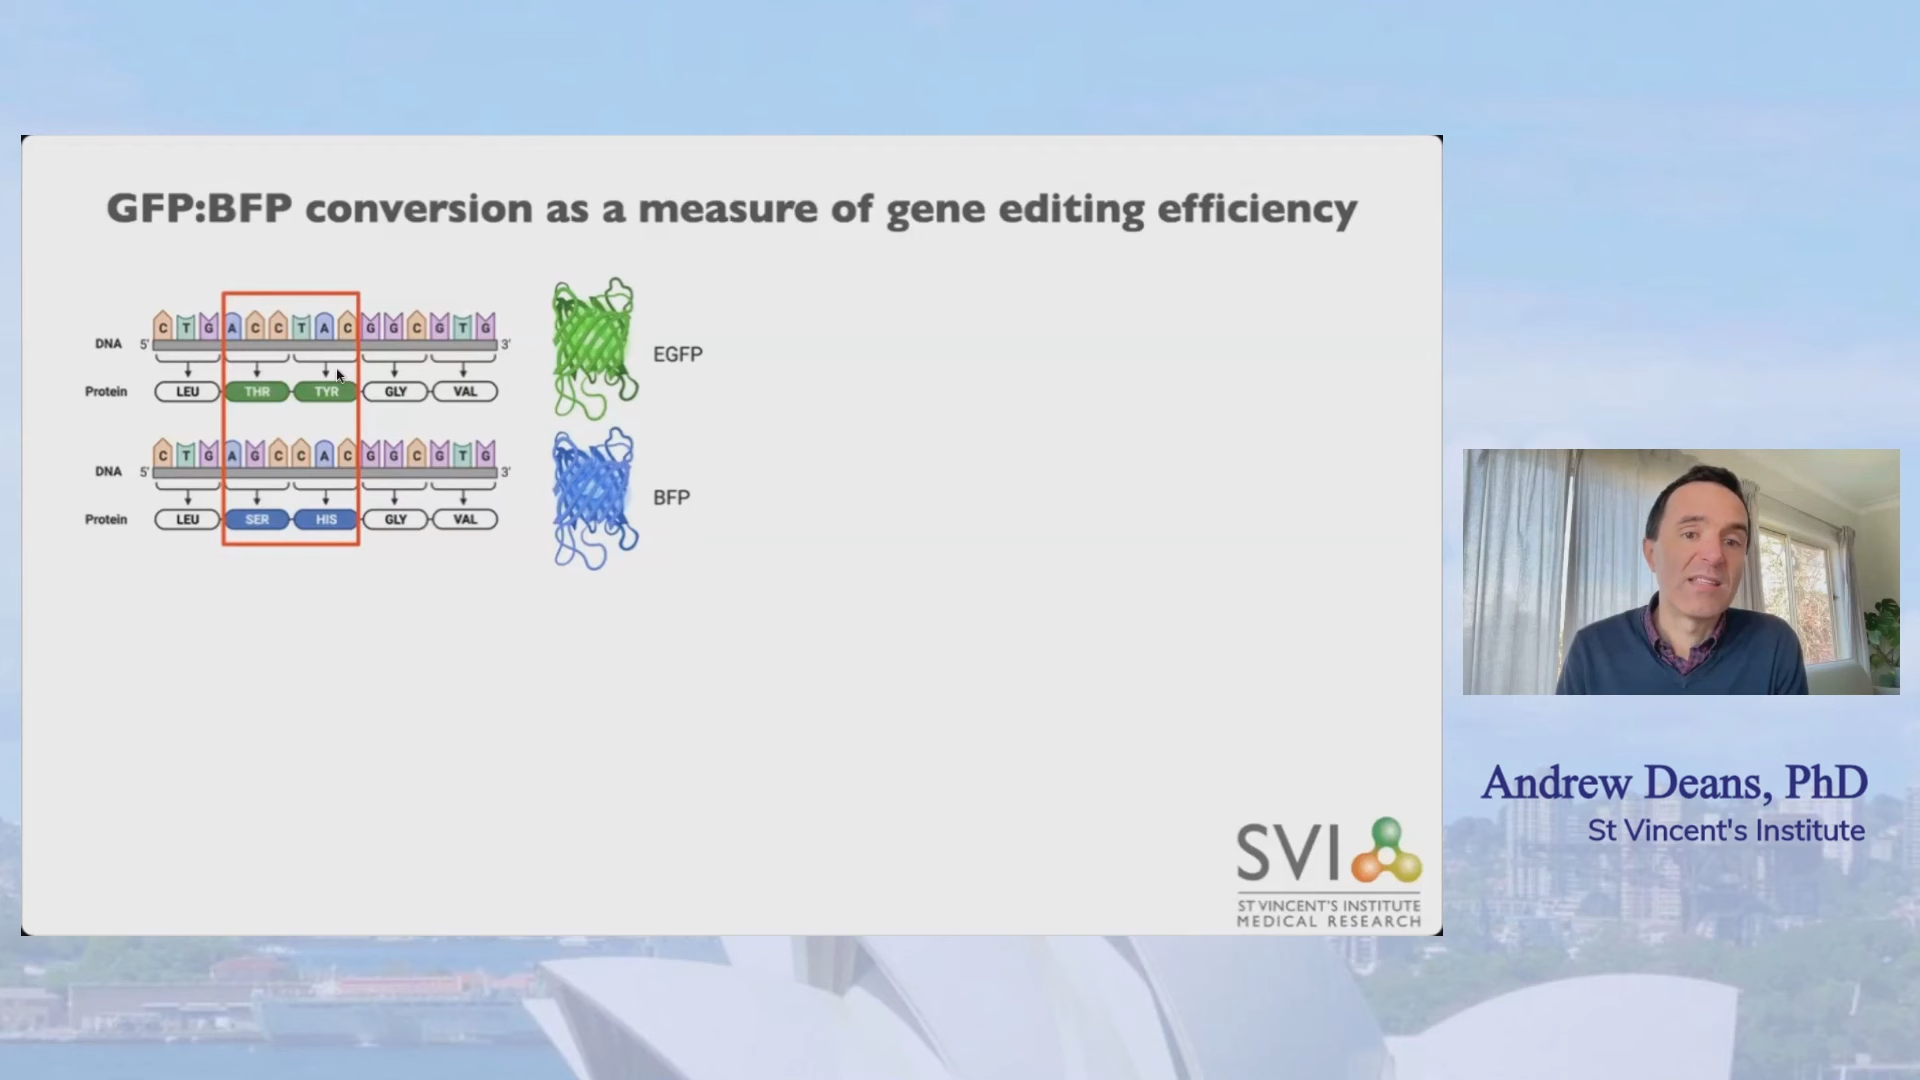 GFP:BFP conversion as a measure of gene editing efficiency
C T G A C C T A C G G C G T G
DNA 5' 3'
Protein LEU THR TYR GLY VAL
EGFP
C T G A G C C A C G G C G T G
DNA 5' 3'
Protein LEU SER HIS GLY VAL
BFP
SVI
ST VINCENT'S INSTITUTE
MEDICAL RESEARCH
Andrew Deans, PhD
St Vincent's Institute